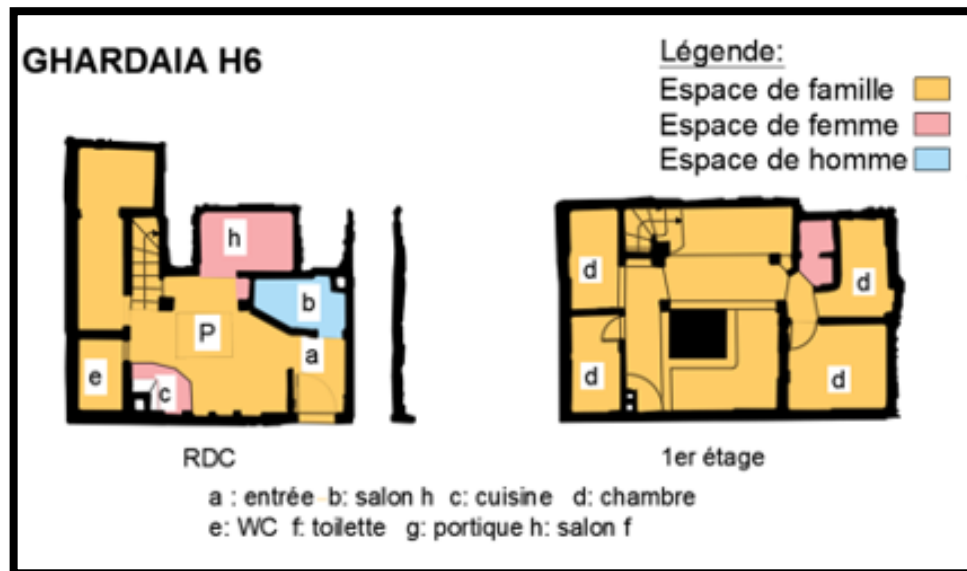 GHARDAIA H6
Légende:
Espace de famille
Espace de femme
Espace de homme
h
b
P
a
e
c
d
d
d
d
RDC
1er étage
a : entrée b: salon h c: cuisine d: chambre
e: WC f: toilette g: portique h: salon f